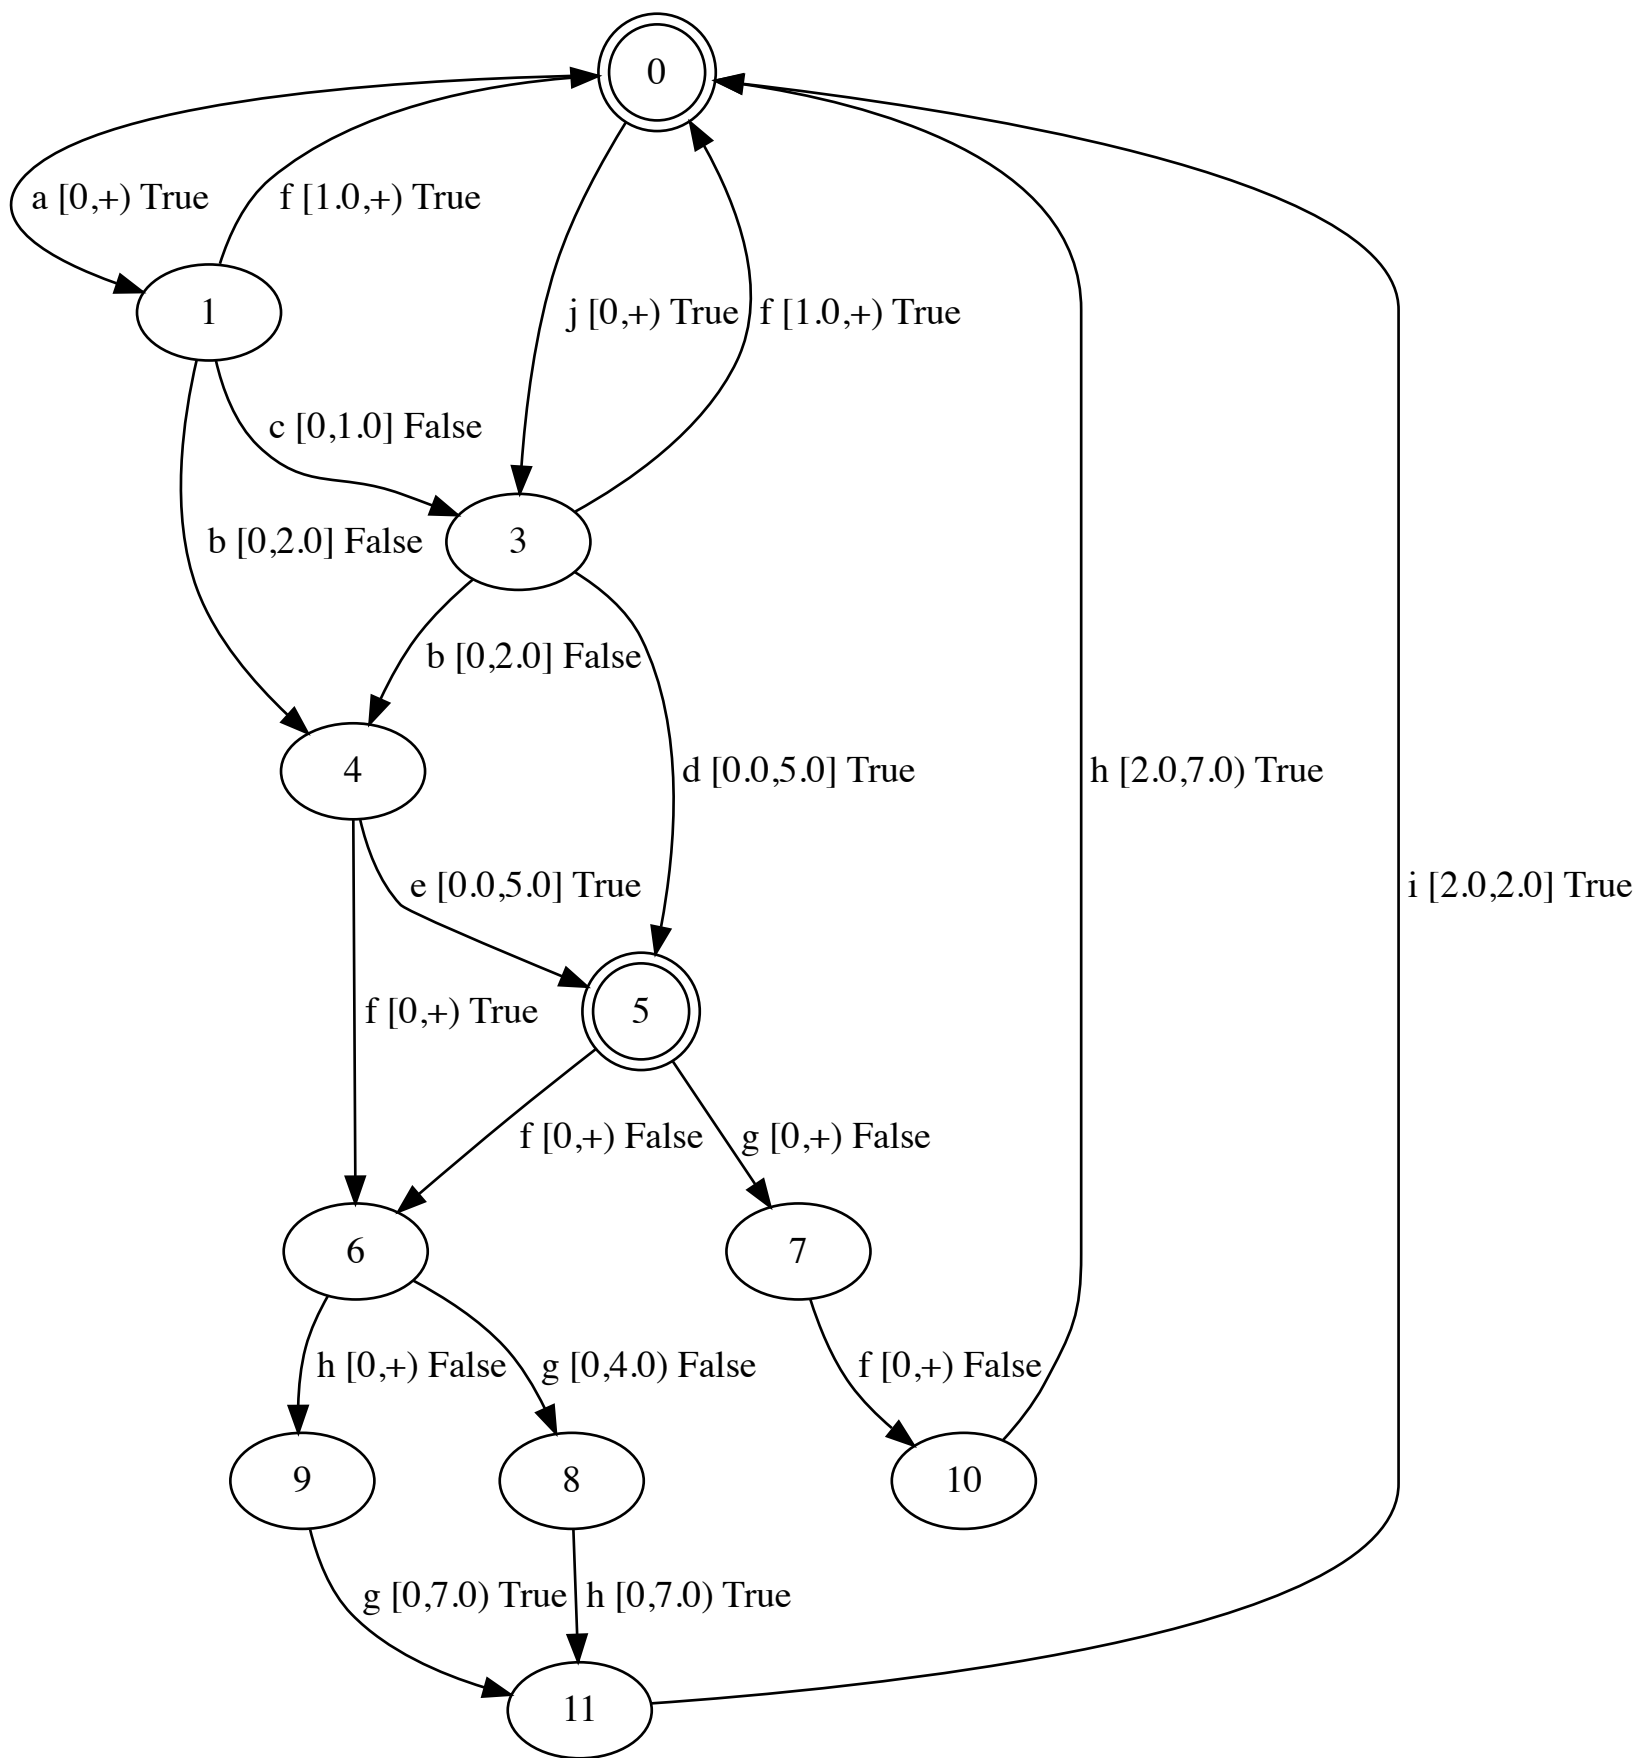 0
a [0,+) True
f [1.0,+) True
1
j [0,+) True
f [1.0,+) True
c [0,1.0] False
b [0,2.0] False
3
b [0,2.0] False
4
d [0.0,5.0] True
h [2.0,7.0) True
e [0.0,5.0] True
i [2.0,2.0] True
f [0,+) True
5
f [0,+) False
g [0,+) False
6
7
h [0,+) False
g [0,4.0) False
f [0,+) False
9
8
10
g [0,7.0) True
h [0,7.0) True
11